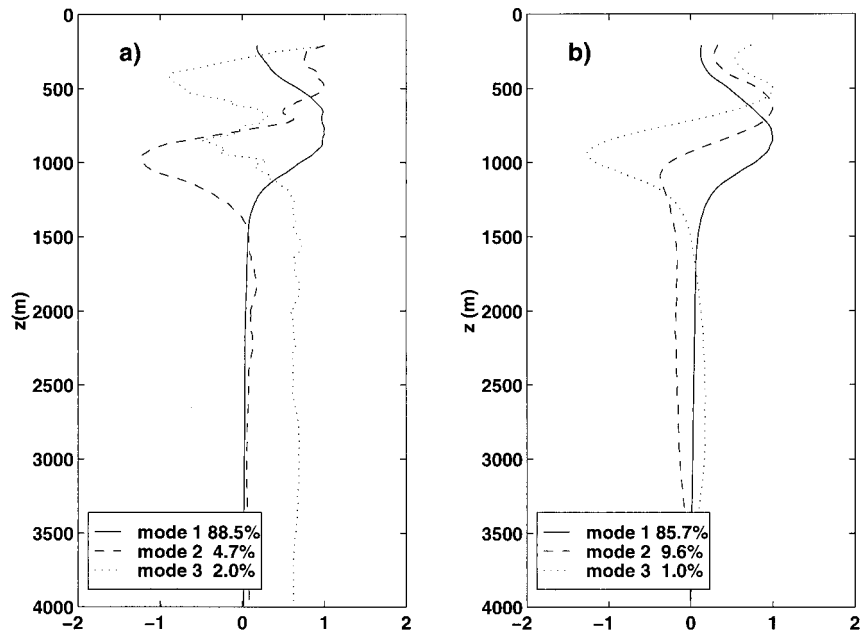 a)
0
500
1000
1500
2000
2500
3000
3500
4000
z(m)
mode 1 88.5%
mode 2 4.7%
mode 3 2.0%
−2 −1 0 1 2
b)
0
500
1000
1500
2000
2500
3000
3500
4000
z (m)
mode 1 85.7%
mode 2 9.6%
mode 3 1.0%
−2 −1 0 1 2